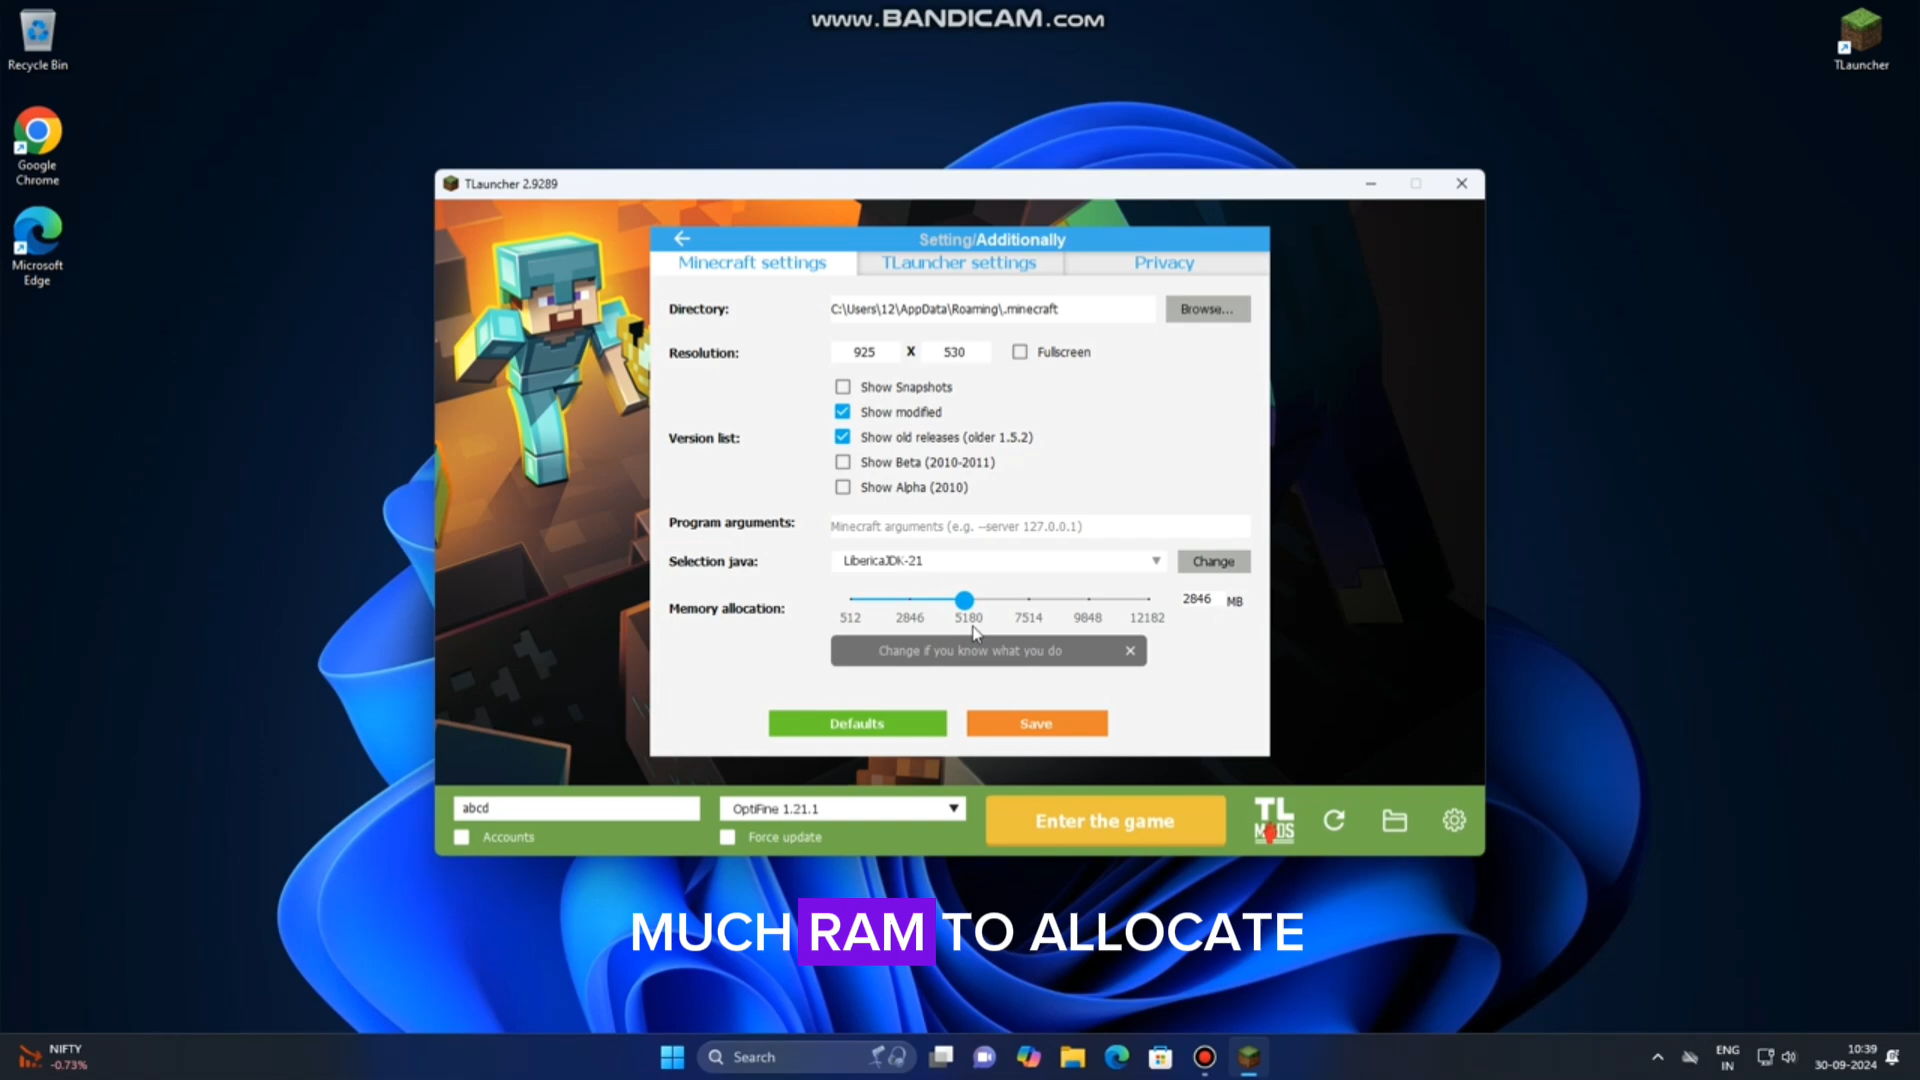 www.BANDICAM.com
Recycle Bin
TLauncher
Google
Chrome
Microsoft
Edge
TLauncher 2.9289
Setting/Additionally
Minecraft settings
TLauncher settings
Privacy
Directory:
C:\Users\12\AppData\Roaming\.minecraft
Browse...
Resolution:
925 X 530
Fullscreen
Show Snapshots
Show modified
Version list:
Show old releases (older 1.5.2)
Show Beta (2010-2011)
Show Alpha (2010)
Program arguments:
Minecraft arguments (e.g. --server 127.0.0.1)
Selection java:
LibericaJDK-21
Change
Memory allocation:
2846 MB
512 2846 5180 7514 9848 12182
Change if you know what you do
Defaults
Save
abcd
OptiFine 1.21.1
Enter the game
TL
MODS
Accounts
Force update
MUCH RAM TO ALLOCATE
NIFTY
-0.73%
Search
ENG
IN
10:39
30-09-2024